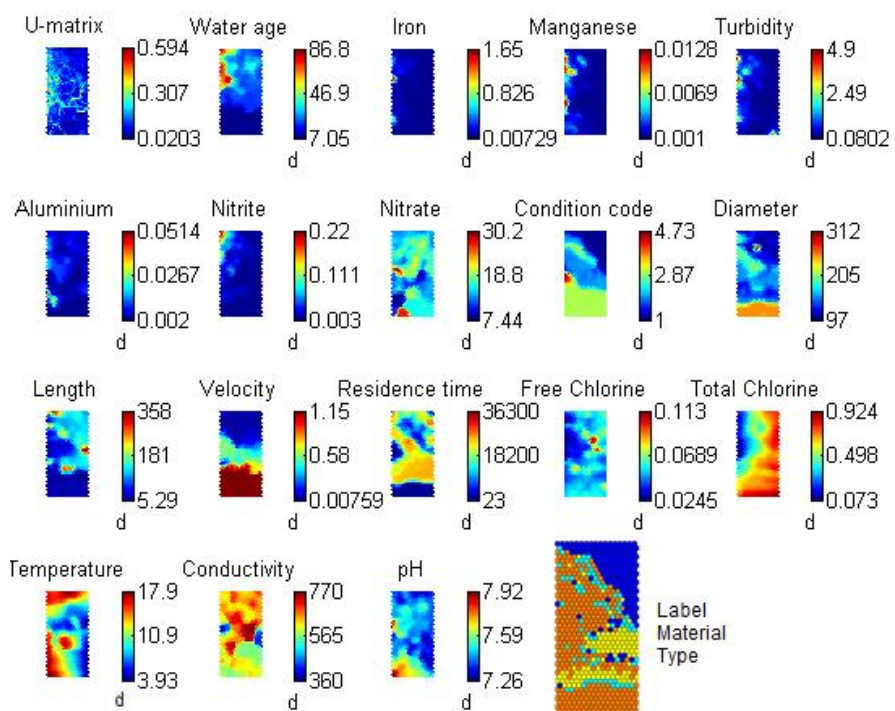 U-matrix
0.594
0.307
0.0203
Water age
86.8
46.9
7.05
d
Iron
1.65
0.826
0.00729
d
Manganese
0.0128
0.0069
0.001
d
Turbidity
4.9
2.49
0.0802
d
Aluminium
0.0514
0.0267
0.002
d
Nitrite
0.22
0.111
0.003
d
Nitrate
30.2
18.8
7.44
d
Condition code
4.73
2.87
1
d
Diameter
312
205
97
d
Length
358
181
5.29
d
Velocity
1.15
0.58
0.00759
d
Residence time
36300
18200
23
d
Free Chlorine
0.113
0.0689
0.0245
d
Total Chlorine
0.924
0.498
0.073
d
Temperature
17.9
10.9
3.93
d
Conductivity
770
565
360
d
pH
7.92
7.59
7.26
d
Label
Material
Type